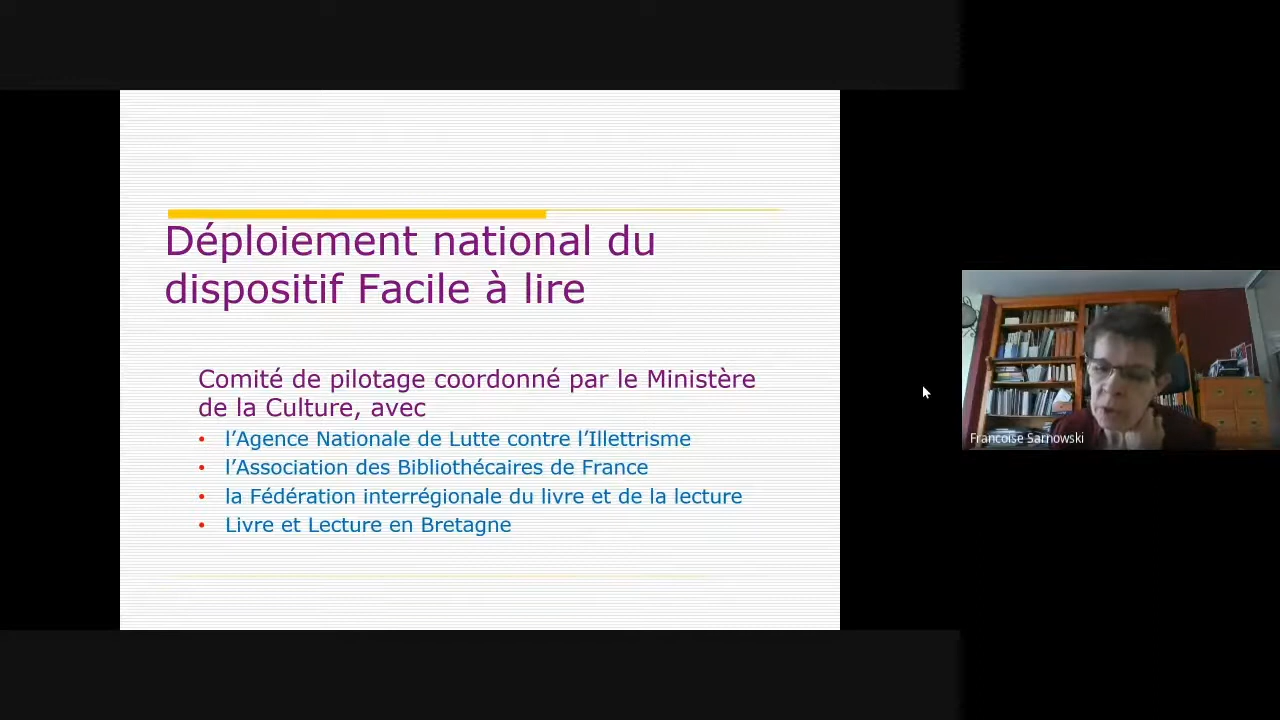 Déploiement national du
dispositif Facile à lire
Comité de pilotage coordonné par le Ministère
de la Culture, avec
• l’Agence Nationale de Lutte contre l’Illettrisme
• l’Association des Bibliothécaires de France
• la Fédération interrégionale du livre et de la lecture
• Livre et Lecture en Bretagne
Francoise Sarnowski